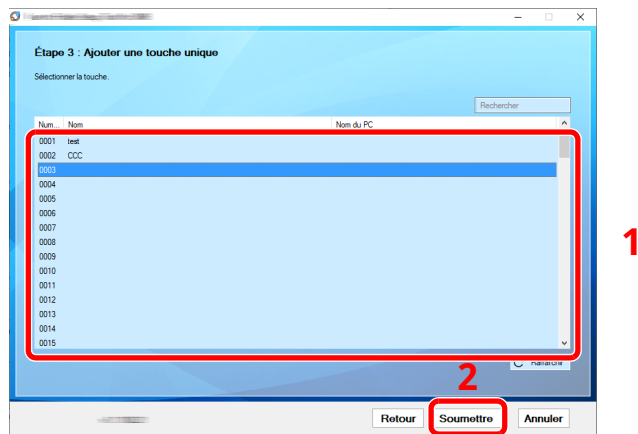 Étape 3 : Ajouter une touche unique
Sélectionner la touche.
Rechercher
Num... Nom Nom du PC
0001 test
0002 CCC
0003
0004
0005
0006
0007
0008
0009
0010
0011
0012
0013
0014
0015
1
Rafraîchir
2
Retour Soumettre Annuler